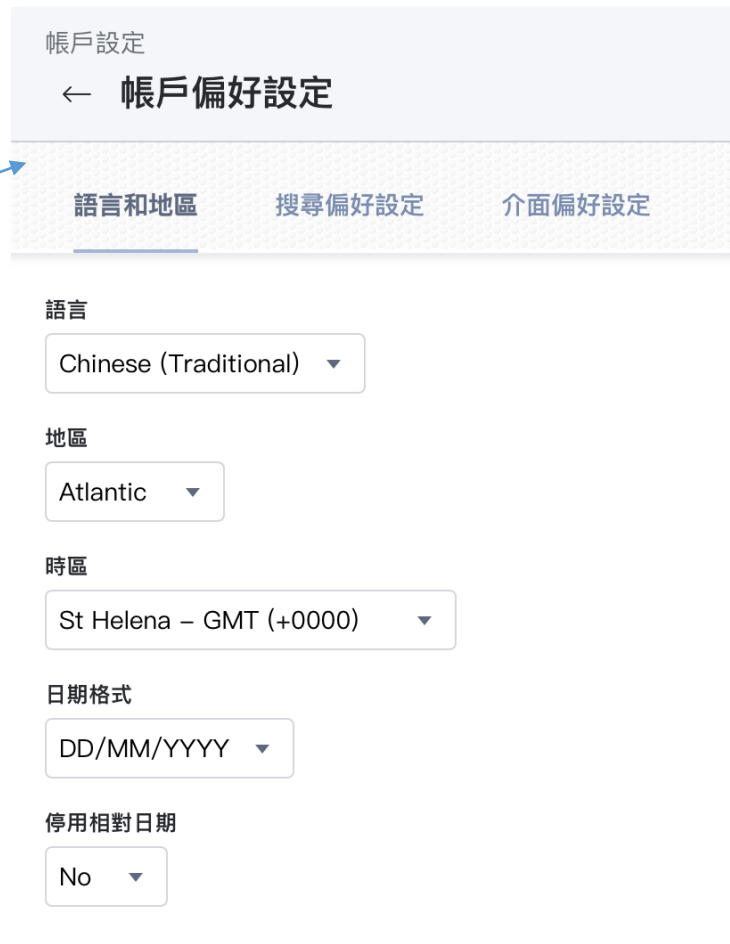 帳戶設定
← 帳戶偏好設定
語言和地區 搜尋偏好設定 介面偏好設定
語言
Chinese (Traditional)
地區
Atlantic
時區
St Helena – GMT (+0000)
日期格式
DD/MM/YYYY
停用相對日期
No